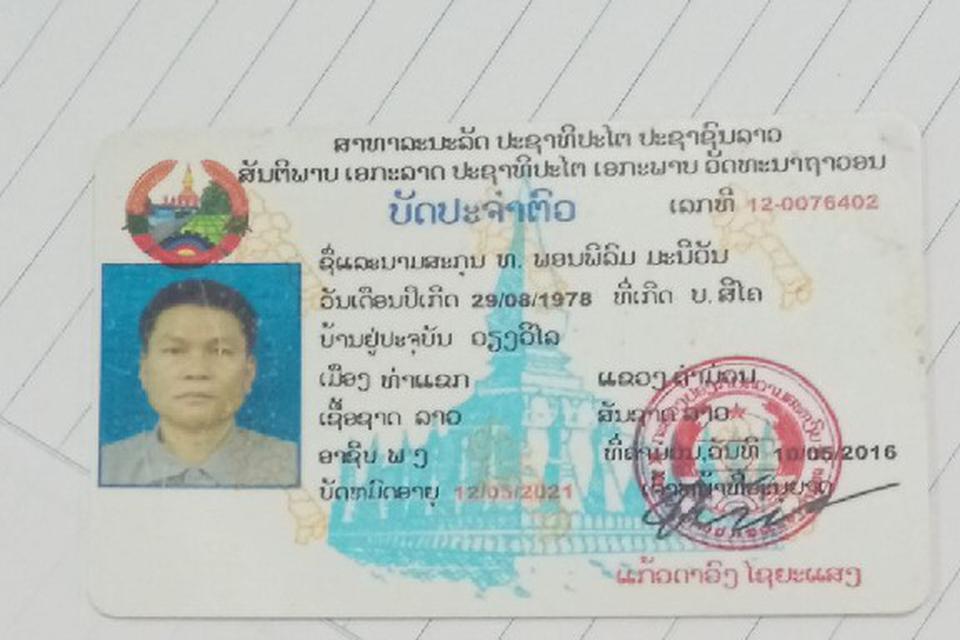 ສາທາລະນະລັດ ປະຊາທິປະໄຕ ປະຊາຊົນລາວ
ສັນຕິພາບ ເອກະລາດ ປະຊາທິປະໄຕ ເອກະພາບ ວັດທະນາຖາວອນ
ບັດປະຈຳຕົວ
ເລກທີ 12-0076402
ຊື່ແລະນາມສະກຸນ ທ. ພອນພິລົມ ມະນີວັນ
ວັນເດືອນປີເກີດ 29/08/1978 ທີ່ເກີດ ບ. ສີໂຄ
ບ້ານຢູ່ປະຈຸບັນ ວຽງວິໄລ
ເມືອງ ທ່າແຂກ ແຂວງ ຄຳມ່ວນ
ເຊື້ອຊາດ ລາວ ສັນຊາດ ລາວ
ອາຊີບ ພ ງ ທີ່ຄຳມ່ວນ, ວັນທີ 10/05/2016
ບັດຫມົດອາຍຸ 12/05/2021
ແກ້ວດາວົງ ໄຊຍະແສງ